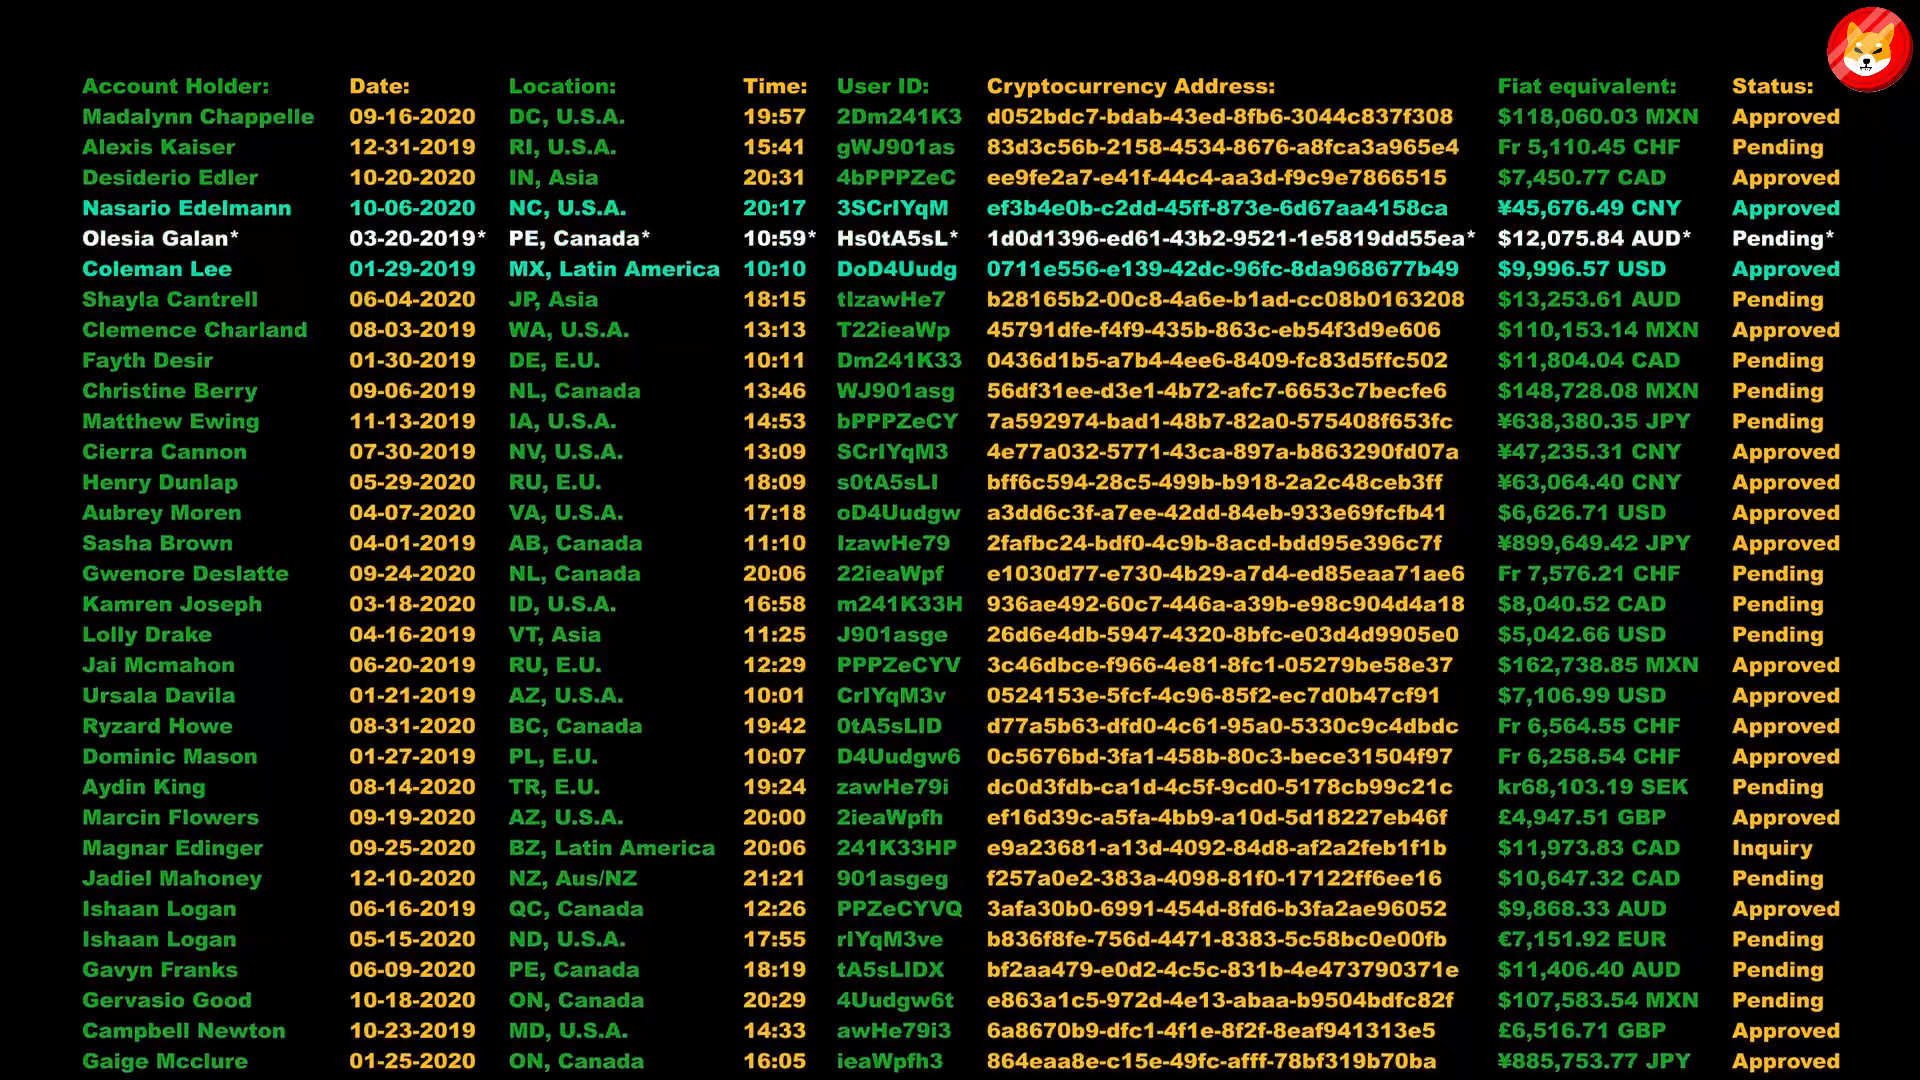 Account Holder: Date: Location: Time: User ID: Cryptocurrency Address: Fiat equivalent: Status:
Madalynn Chappelle 09-16-2020 DC, U.S.A. 19:57 2Dm241K3 d052bdc7-bdab-43ed-8fb6-3044c837f308 $118,060.03 MXN Approved
Alexis Kaiser 12-31-2019 RI, U.S.A. 15:41 gWJ901as 83d3c56b-2158-4534-8676-a8fca3a965e4 Fr 5,110.45 CHF Pending
Desiderio Edler 10-20-2020 IN, Asia 20:31 4bPPPZeC ee9fe2a7-e41f-44c4-aa3d-f9c9e7866515 $7,450.77 CAD Approved
Nasario Edelmann 10-06-2020 NC, U.S.A. 20:17 3SCrIYqM ef3b4e0b-c2dd-45ff-873e-6d67aa4158ca ¥45,676.49 CNY Approved
Olesia Galan* 03-20-2019* PE, Canada* 10:59* Hs0tA5sL* 1d0d1396-ed61-43b2-9521-1e5819dd55ea* $12,075.84 AUD* Pending*
Coleman Lee 01-29-2019 MX, Latin America 10:10 DoD4Uudg 0711e556-e139-42dc-96fc-8da968677b49 $9,996.57 USD Approved
Shayla Cantrell 06-04-2020 JP, Asia 18:15 tIzawHe7 b28165b2-00c8-4a6e-b1ad-cc08b0163208 $13,253.61 AUD Pending
Clemence Charland 08-03-2019 WA, U.S.A. 13:13 T22ieaWp 45791dfe-f4f9-435b-863c-eb54f3d9e606 $110,153.14 MXN Approved
Fayth Desir 01-30-2019 DE, E.U. 10:11 Dm241K33 0436d1b5-a7b4-4ee6-8409-fc83d5ffc502 $11,804.04 CAD Pending
Christine Berry 09-06-2019 NL, Canada 13:46 WJ901asg 56df31ee-d3e1-4b72-afc7-6653c7becfe6 $148,728.08 MXN Pending
Matthew Ewing 11-13-2019 IA, U.S.A. 14:53 bPPPZeCY 7a592974-bad1-48b7-82a0-575408f653fc ¥638,380.35 JPY Pending
Cierra Cannon 07-30-2019 NV, U.S.A. 13:09 SCrIYqM3 4e77a032-5771-43ca-897a-b863290fd07a ¥47,235.31 CNY Approved
Henry Dunlap 05-29-2020 RU, E.U. 18:09 s0tA5sLI bff6c594-28c5-499b-b918-2a2c48ceb3ff ¥63,064.40 CNY Approved
Aubrey Moren 04-07-2020 VA, U.S.A. 17:18 oD4Uudgw a3dd6c3f-a7ee-42dd-84eb-933e69fcfb41 $6,626.71 USD Approved
Sasha Brown 04-01-2019 AB, Canada 11:10 IzawHe79 2fafbc24-bdf0-4c9b-8acd-bdd95e396c7f ¥899,649.42 JPY Approved
Gwenore Deslatte 09-24-2020 NL, Canada 20:06 22ieaWpf e1030d77-e730-4b29-a7d4-ed85eaa71ae6 Fr 7,576.21 CHF Pending
Kamren Joseph 03-18-2020 ID, U.S.A. 16:58 m241K33H 936ae492-60c7-446a-a39b-e98c904d4a18 $8,040.52 CAD Pending
Lolly Drake 04-16-2019 VT, Asia 11:25 J901asge 26d6e4db-5947-4320-8bfc-e03d4d9905e0 $5,042.66 USD Pending
Jai Mcmahon 06-20-2019 RU, E.U. 12:29 PPPZeCYV 3c46dbce-f966-4e81-8fc1-05279be58e37 $162,738.85 MXN Approved
Ursala Davila 01-21-2019 AZ, U.S.A. 10:01 CrIYqM3v 0524153e-5fcf-4c96-85f2-ec7d0b47cf91 $7,106.99 USD Approved
Ryzard Howe 08-31-2020 BC, Canada 19:42 0tA5sLID d77a5b63-dfd0-4c61-95a0-5330c9c4dbdc Fr 6,564.55 CHF Approved
Dominic Mason 01-27-2019 PL, E.U. 10:07 D4Uudgw6 0c5676bd-3fa1-458b-80c3-bece31504f97 Fr 6,258.54 CHF Approved
Aydin King 08-14-2020 TR, E.U. 19:24 zawHe79i dc0d3fdb-ca1d-4c5f-9cd0-5178cb99c21c kr68,103.19 SEK Pending
Marcin Flowers 09-19-2020 AZ, U.S.A. 20:00 2ieaWpfh ef16d39c-a5fa-4bb9-a10d-5d18227eb46f £4,947.51 GBP Approved
Magnar Edinger 09-25-2020 BZ, Latin America 20:06 241K33HP e9a23681-a13d-4092-84d8-af2a2feb1f1b $11,973.83 CAD Inquiry
Jadiel Mahoney 12-10-2020 NZ, Aus/NZ 21:21 901asgeg f257a0e2-383a-4098-81f0-17122ff6ee16 $10,647.32 CAD Pending
Ishaan Logan 06-16-2019 QC, Canada 12:26 PPZeCYVQ 3afa30b0-6991-454d-8fd6-b3fa2ae96052 $9,868.33 AUD Approved
Ishaan Logan 05-15-2020 ND, U.S.A. 17:55 rIYqM3ve b836f8fe-756d-4471-8383-5c58bc0e00fb €7,151.92 EUR Pending
Gavyn Franks 06-09-2020 PE, Canada 18:19 tA5sLIDX bf2aa479-e0d2-4c5c-831b-4e473790371e $11,406.40 AUD Pending
Gervasio Good 10-18-2020 ON, Canada 20:29 4Uudgw6t e863a1c5-972d-4e13-abaa-b9504bdfc82f $107,583.54 MXN Pending
Campbell Newton 10-23-2019 MD, U.S.A. 14:33 awHe79i3 6a8670b9-dfc1-4f1e-8f2f-8eaf941313e5 £6,516.71 GBP Approved
Gaige Mcclure 01-25-2020 ON, Canada 16:05 ieaWpfh3 864eaa8e-c15e-49fc-afff-78bf319b70ba ¥885,753.77 JPY Approved